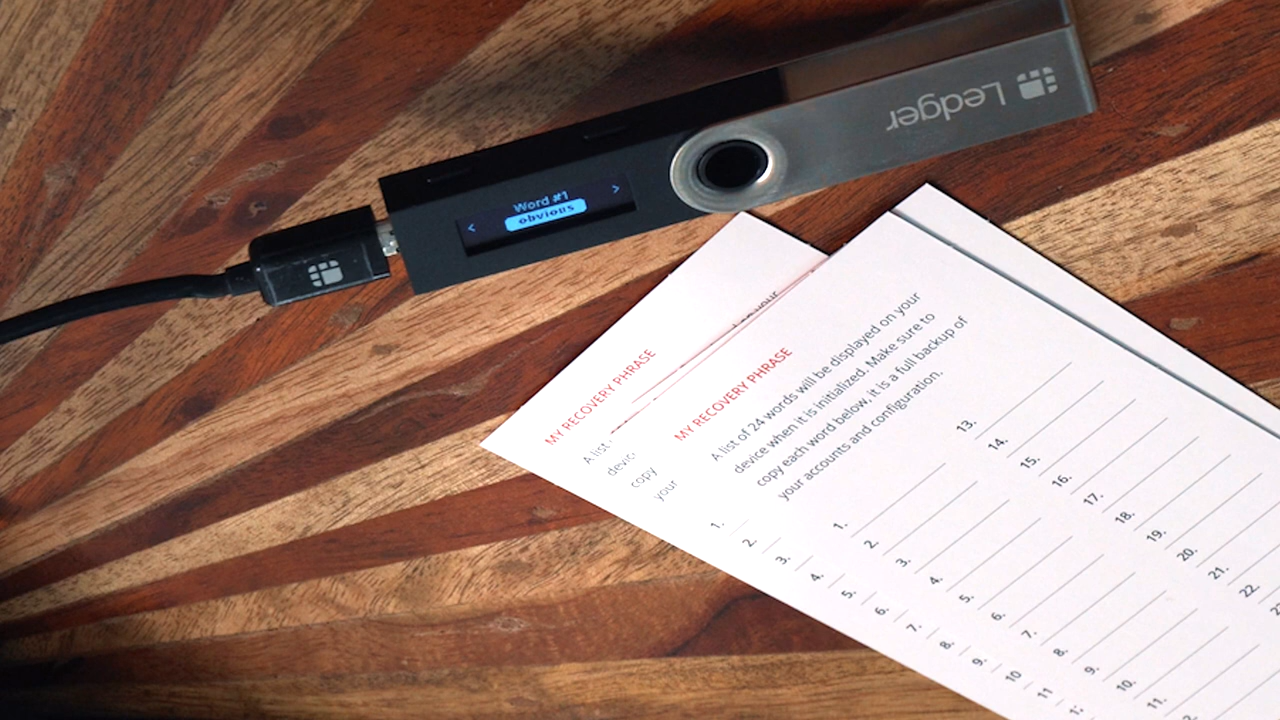 Ledger
Word #1
< obvious >
MY RECOVERY PHRASE
A list
your
copy
your
1.
2.
3.
4.
5.
6.
7.
8.
9.
10
11
MY RECOVERY PHRASE
A list of 24 words will be displayed on your
device when it is initialized. Make sure to
copy each word below, it is a full backup of
your accounts and configuration.
1.
2.
3.
4.
5.
6.
7.
8.
9.
10.
11.
13.
14.
15.
16.
17.
18.
19.
20.
21.
22